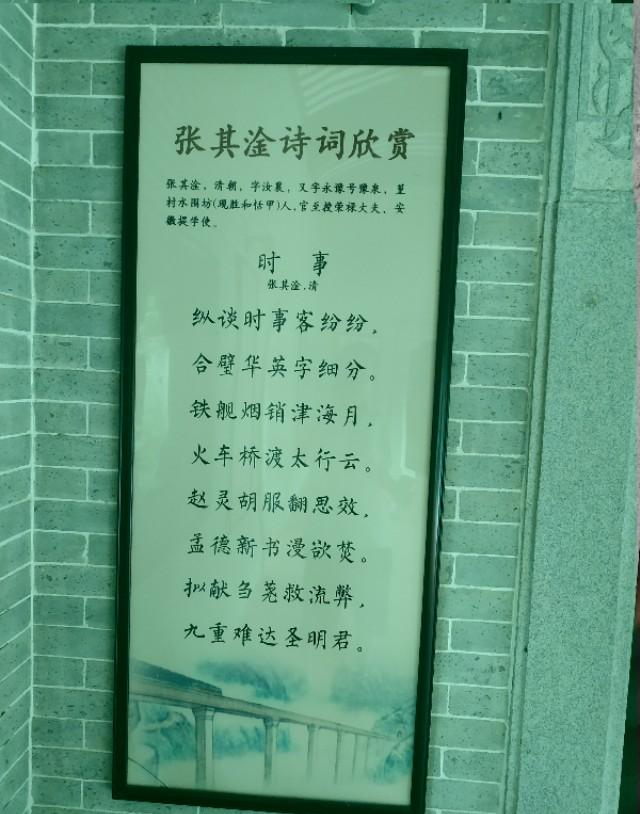 张其淦诗词欣赏
张其淦，清朝，字汝襄，又字永豫号豫泉，篁
村水围坊(现胜和恬甲)人，官至授荣禄大夫、安
徽提学使。
时 事
张其淦.清
纵谈时事客纷纷，
合璧华英字细分。
铁舰烟销津海月，
火车桥渡太行云。
赵灵胡服翻思效，
孟德新书漫欲焚。
拟献刍荛救流弊，
九重难达圣明君。